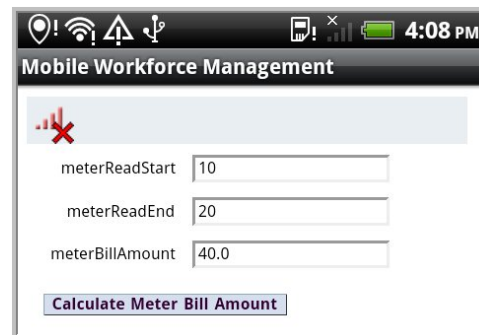 4:08 PM
Mobile Workforce Management
meterReadStart 10
meterReadEnd 20
meterBillAmount 40.0
Calculate Meter Bill Amount